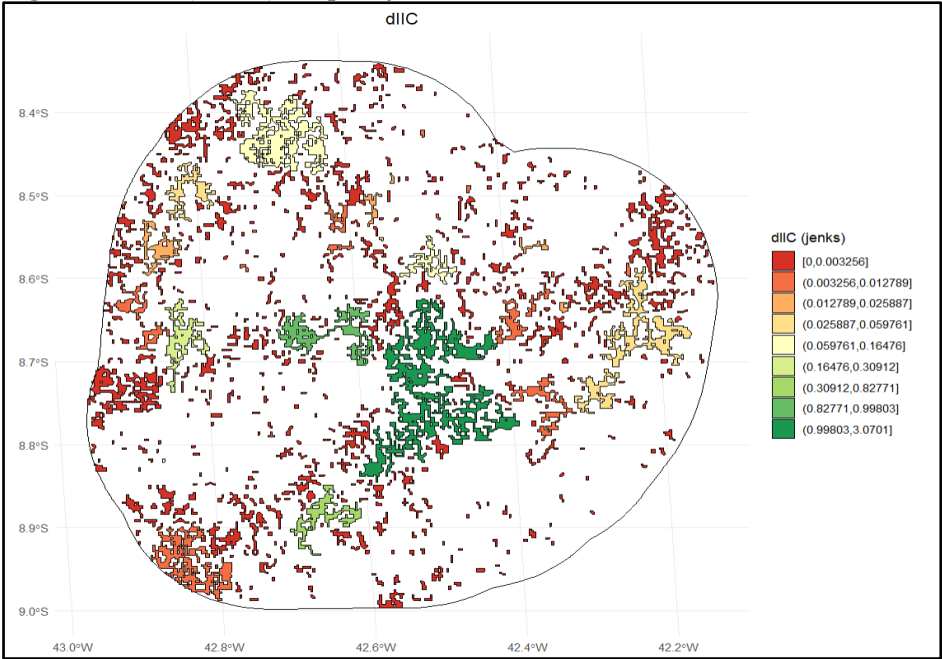 dIIC
8.4°S
8.5°S
8.6°S
8.7°S
8.8°S
8.9°S
9.0°S
43.0°W
42.8°W
42.6°W
42.4°W
42.2°W
dIIC (jenks)
[0,0.003256]
(0.003256,0.012789]
(0.012789,0.025887]
(0.025887,0.059761]
(0.059761,0.16476]
(0.16476,0.30912]
(0.30912,0.82771]
(0.82771,0.99803]
(0.99803,3.0701]